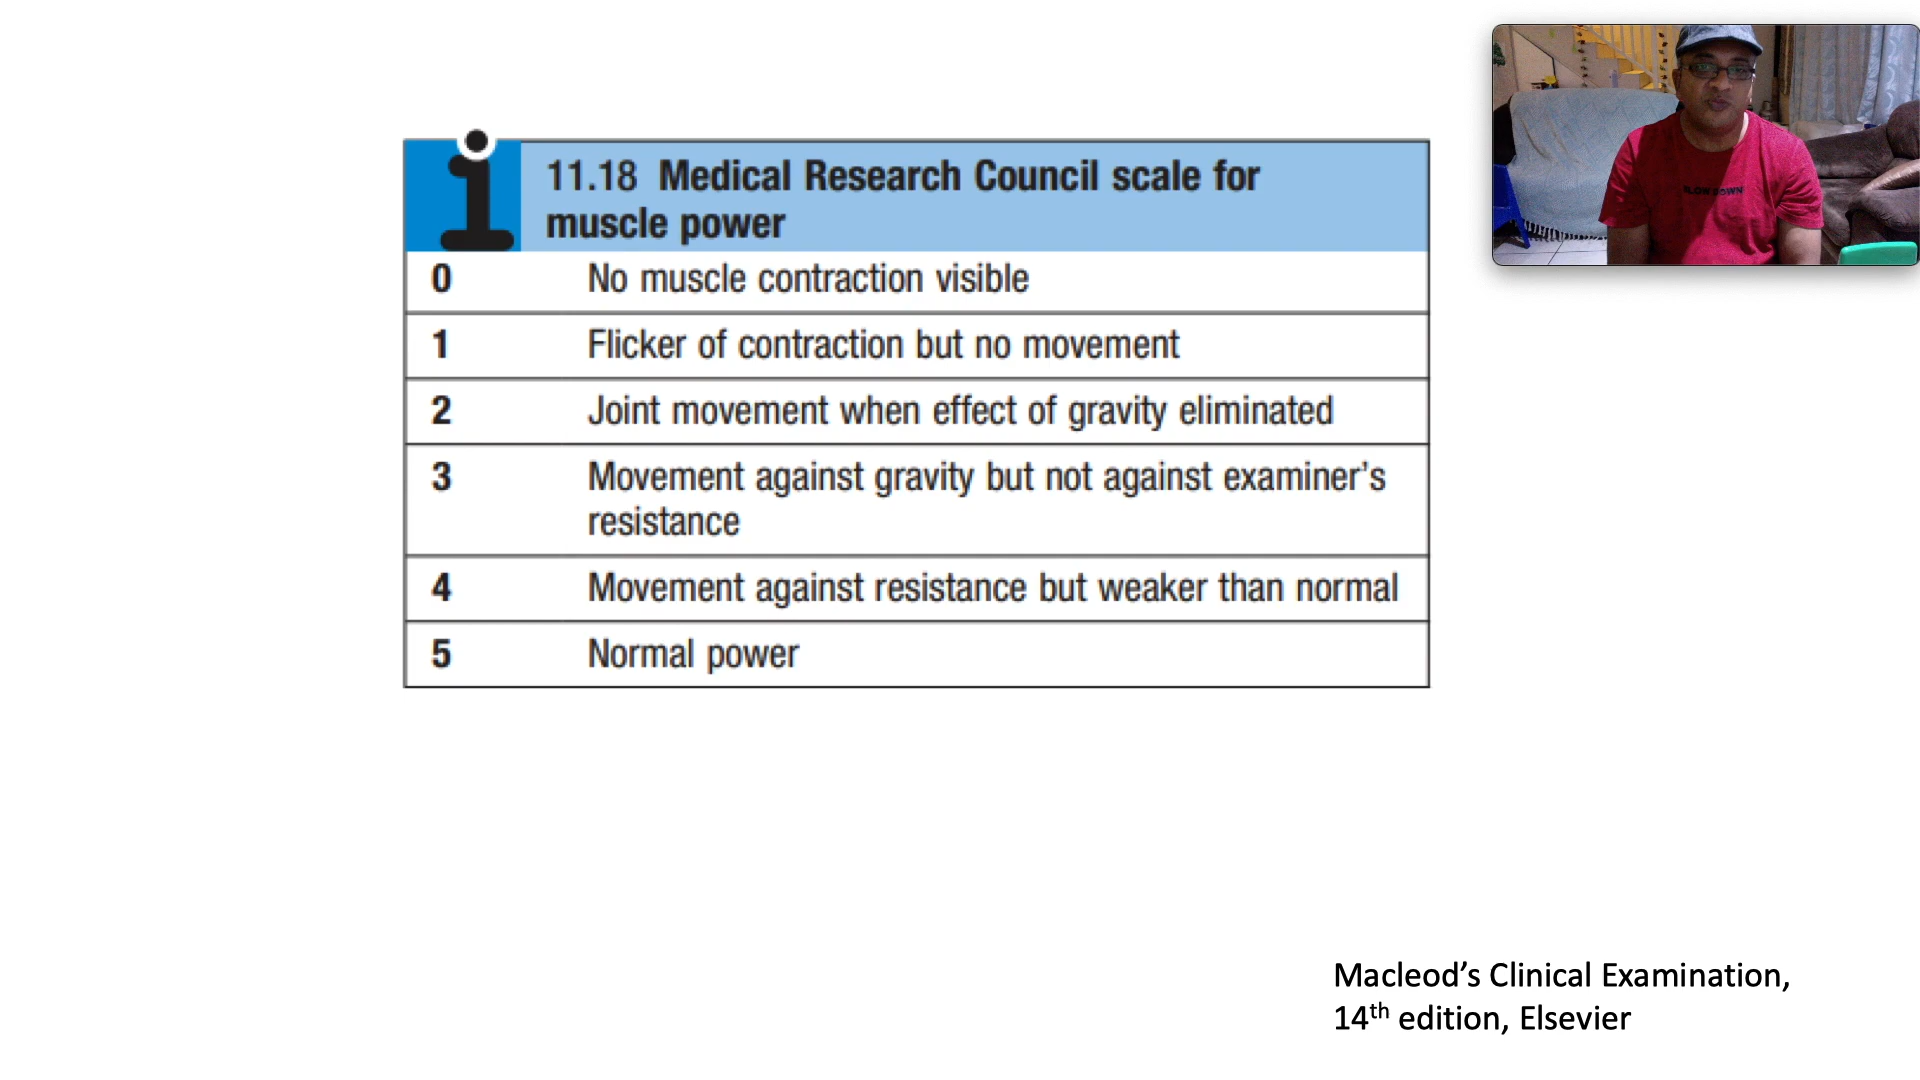 11.18 Medical Research Council scale for
muscle power
0 No muscle contraction visible
1 Flicker of contraction but no movement
2 Joint movement when effect of gravity eliminated
3 Movement against gravity but not against examiner's
resistance
4 Movement against resistance but weaker than normal
5 Normal power
SLOW DOWN
Macleod’s Clinical Examination,
14th edition, Elsevier